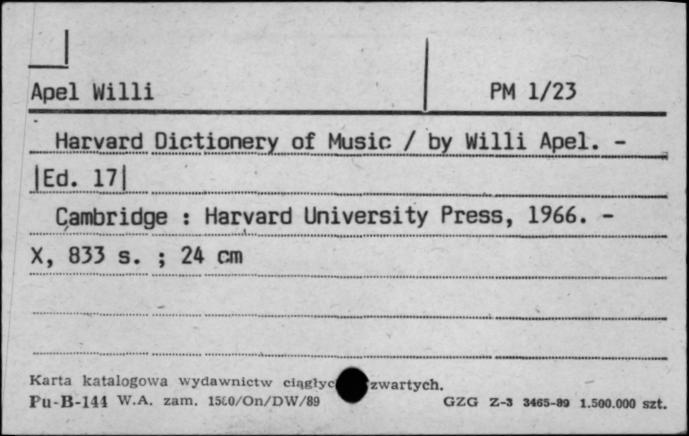 Apel Willi PM 1/23
Harvard Dictionery of Music / by Willi Apel. -
|Ed. 17|
Cambridge : Harvard University Press, 1966. -
X, 833 s. ; 24 cm
Karta katalogowa wydawnictw ciągłyc zwartych.
Pu-B-144 W.A. zam. /On/DW/89 GZG Z-3 3465-89 1.500.000 szt.